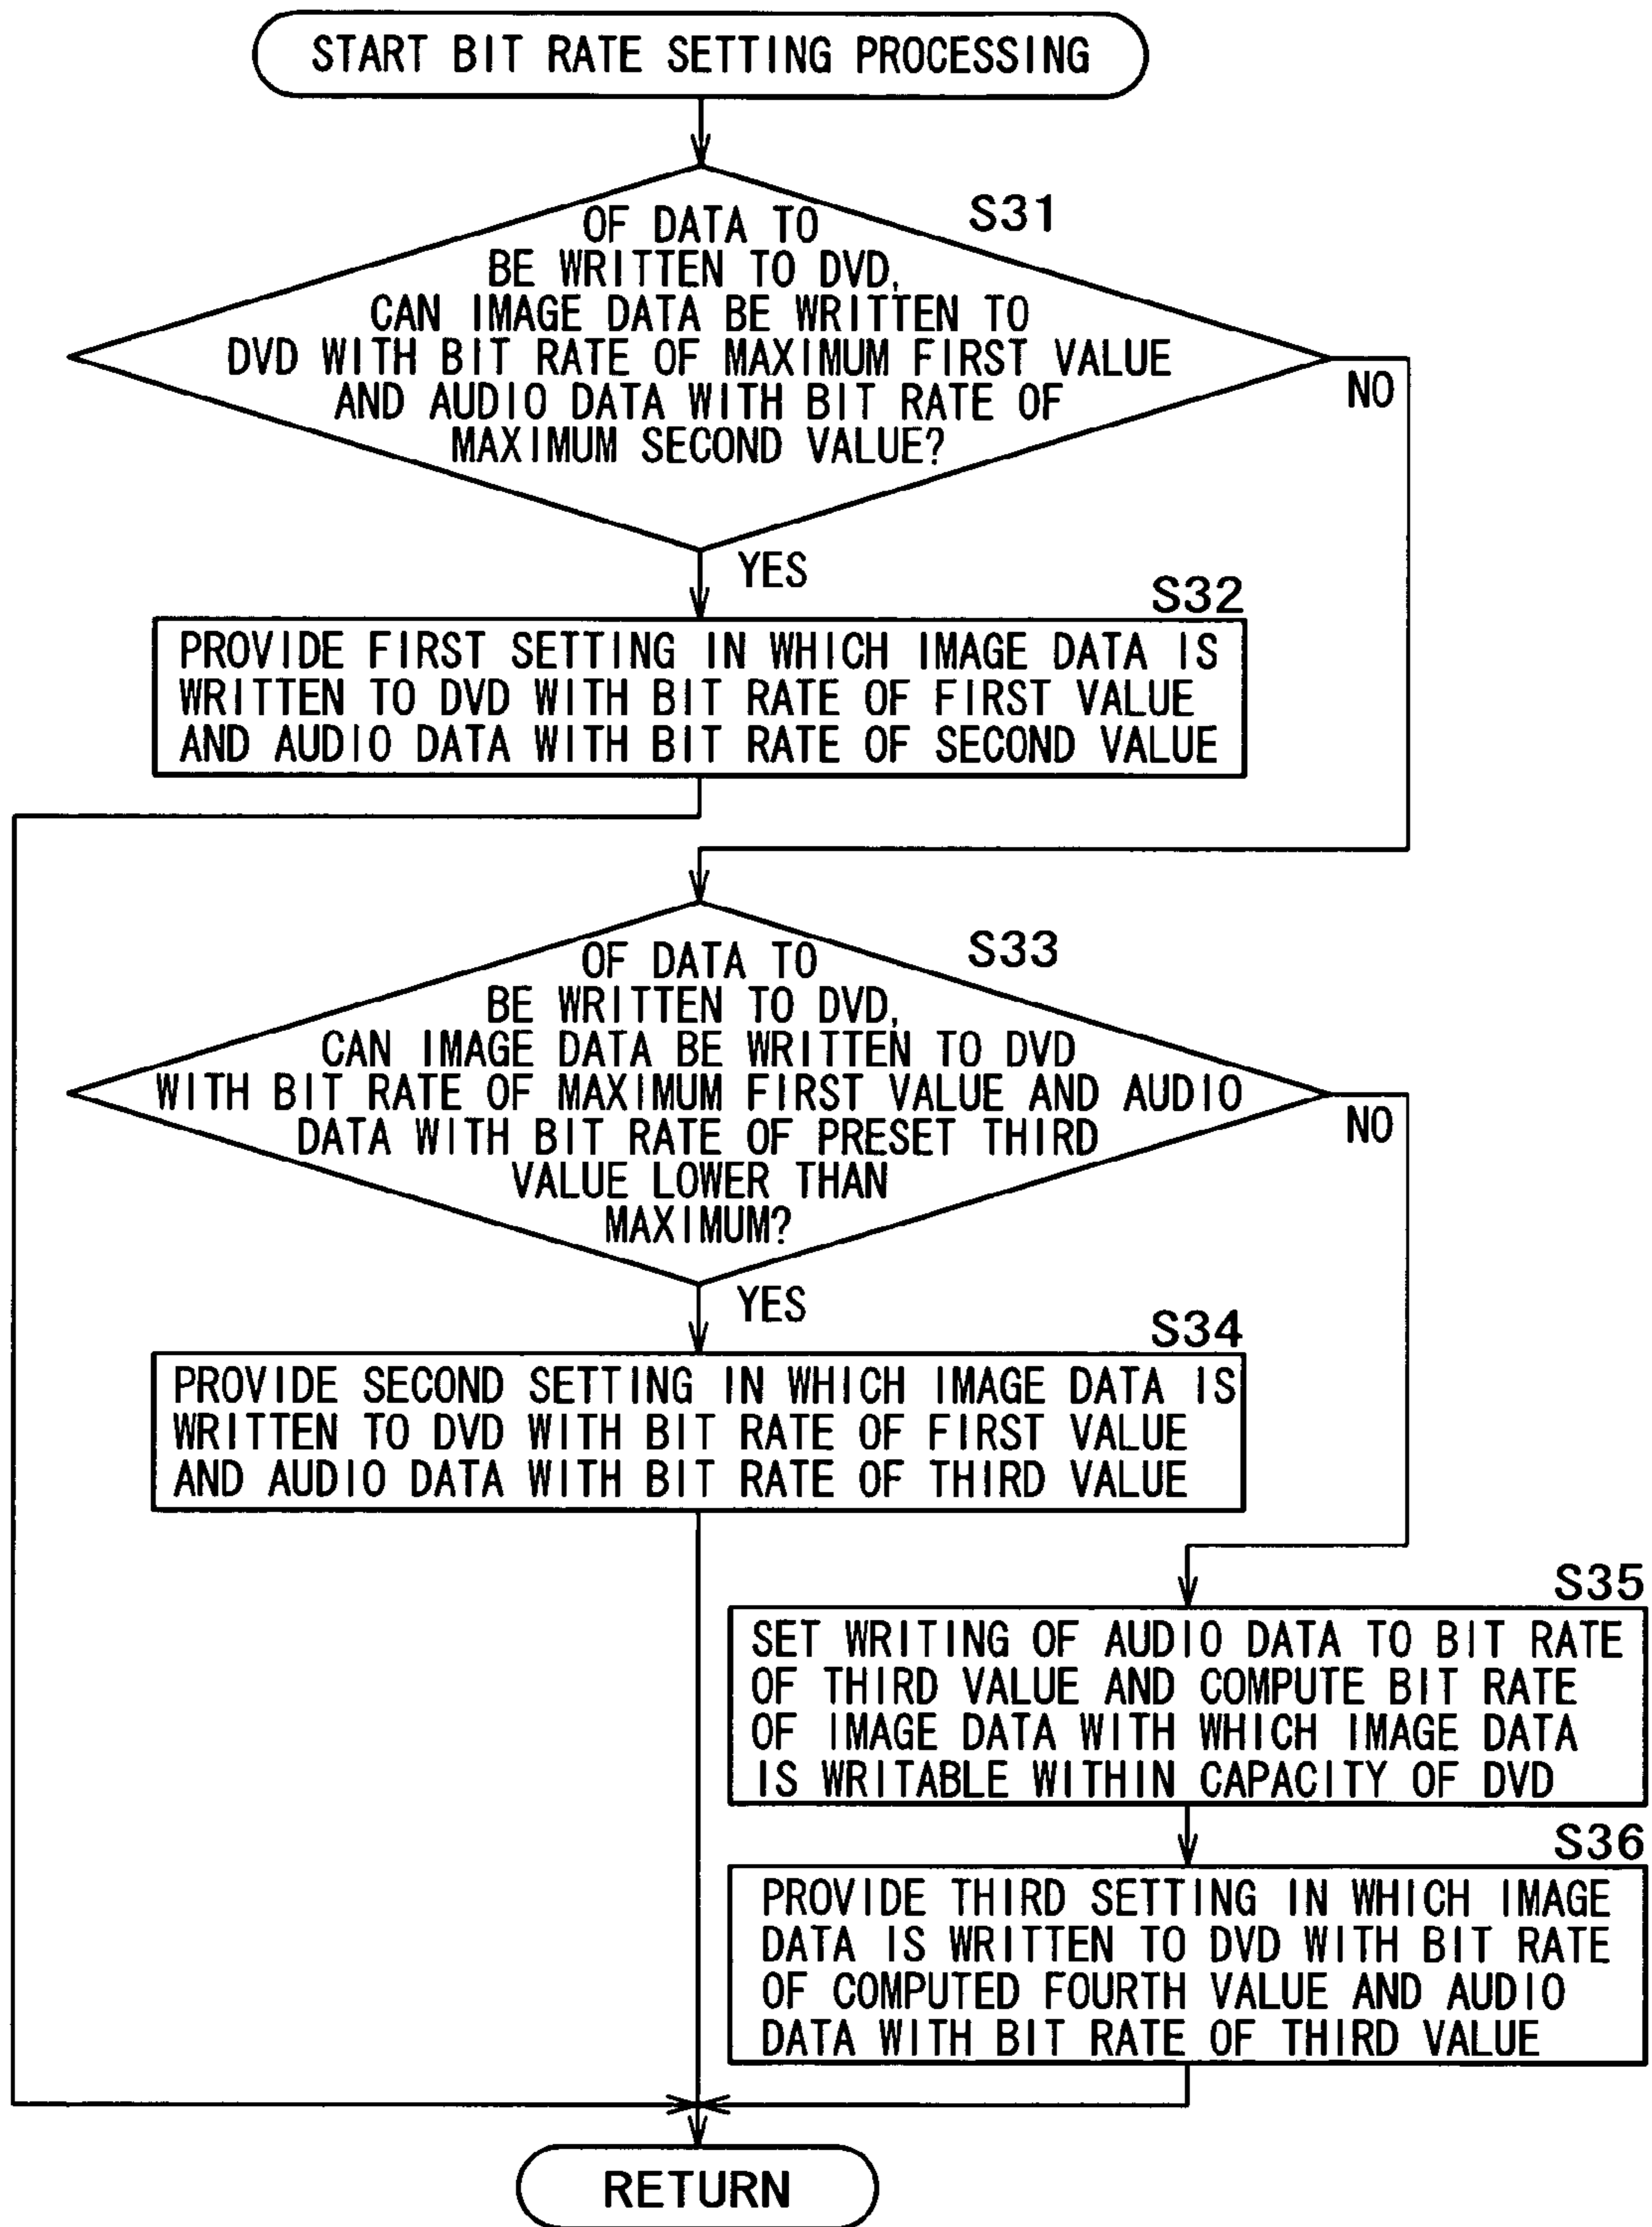 START BIT RATE SETTING PROCESSING
S31
OF DATA TO
BE WRITTEN TO DVD,
CAN IMAGE DATA BE WRITTEN TO
DVD WITH BIT RATE OF MAXIMUM FIRST VALUE
AND AUDIO DATA WITH BIT RATE OF
MAXIMUM SECOND VALUE?
NO
YES
S32
PROVIDE FIRST SETTING IN WHICH IMAGE DATA IS
WRITTEN TO DVD WITH BIT RATE OF FIRST VALUE
AND AUDIO DATA WITH BIT RATE OF SECOND VALUE
S33
OF DATA TO
BE WRITTEN TO DVD,
CAN IMAGE DATA BE WRITTEN TO DVD
WITH BIT RATE OF MAXIMUM FIRST VALUE AND AUDIO
DATA WITH BIT RATE OF PRESET THIRD
VALUE LOWER THAN
MAXIMUM?
NO
YES
S34
PROVIDE SECOND SETTING IN WHICH IMAGE DATA IS
WRITTEN TO DVD WITH BIT RATE OF FIRST VALUE
AND AUDIO DATA WITH BIT RATE OF THIRD VALUE
S35
SET WRITING OF AUDIO DATA TO BIT RATE
OF THIRD VALUE AND COMPUTE BIT RATE
OF IMAGE DATA WITH WHICH IMAGE DATA
IS WRITABLE WITHIN CAPACITY OF DVD
S36
PROVIDE THIRD SETTING IN WHICH IMAGE
DATA IS WRITTEN TO DVD WITH BIT RATE
OF COMPUTED FOURTH VALUE AND AUDIO
DATA WITH BIT RATE OF THIRD VALUE
RETURN